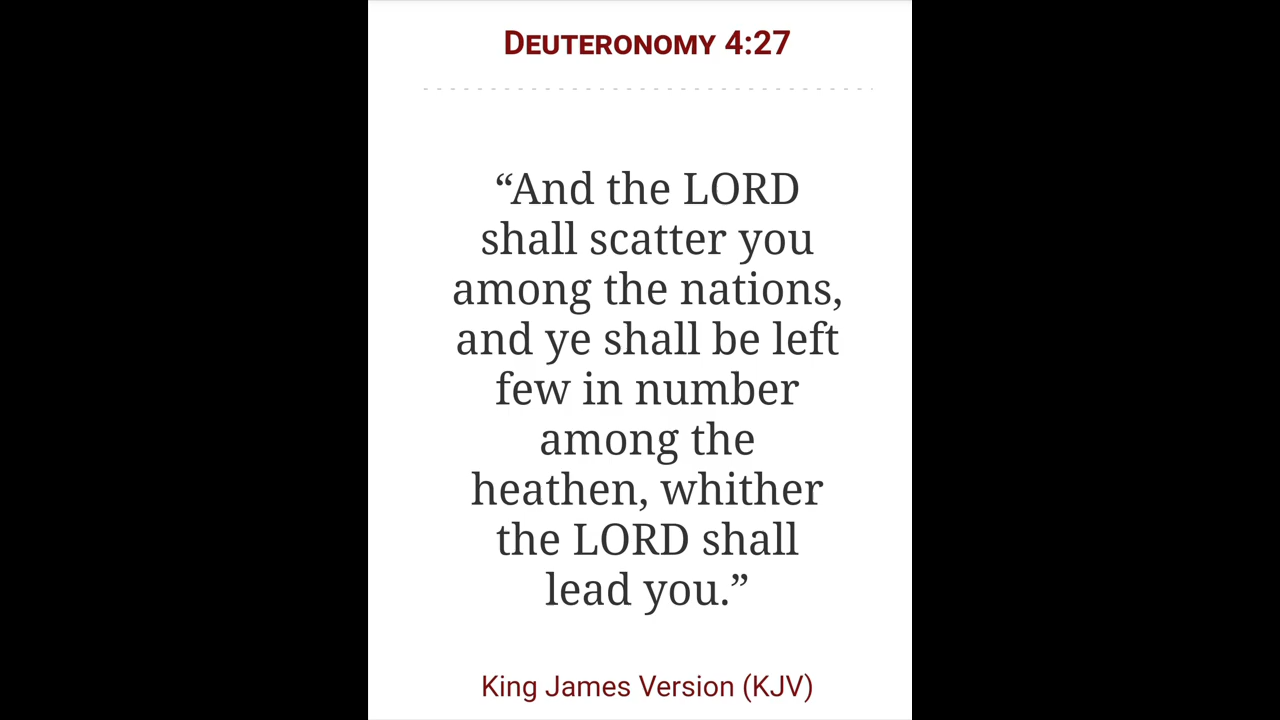 DEUTERONOMY 4:27
“And the LORD
shall scatter you
among the nations,
and ye shall be left
few in number
among the
heathen, whither
the LORD shall
lead you.”
King James Version (KJV)